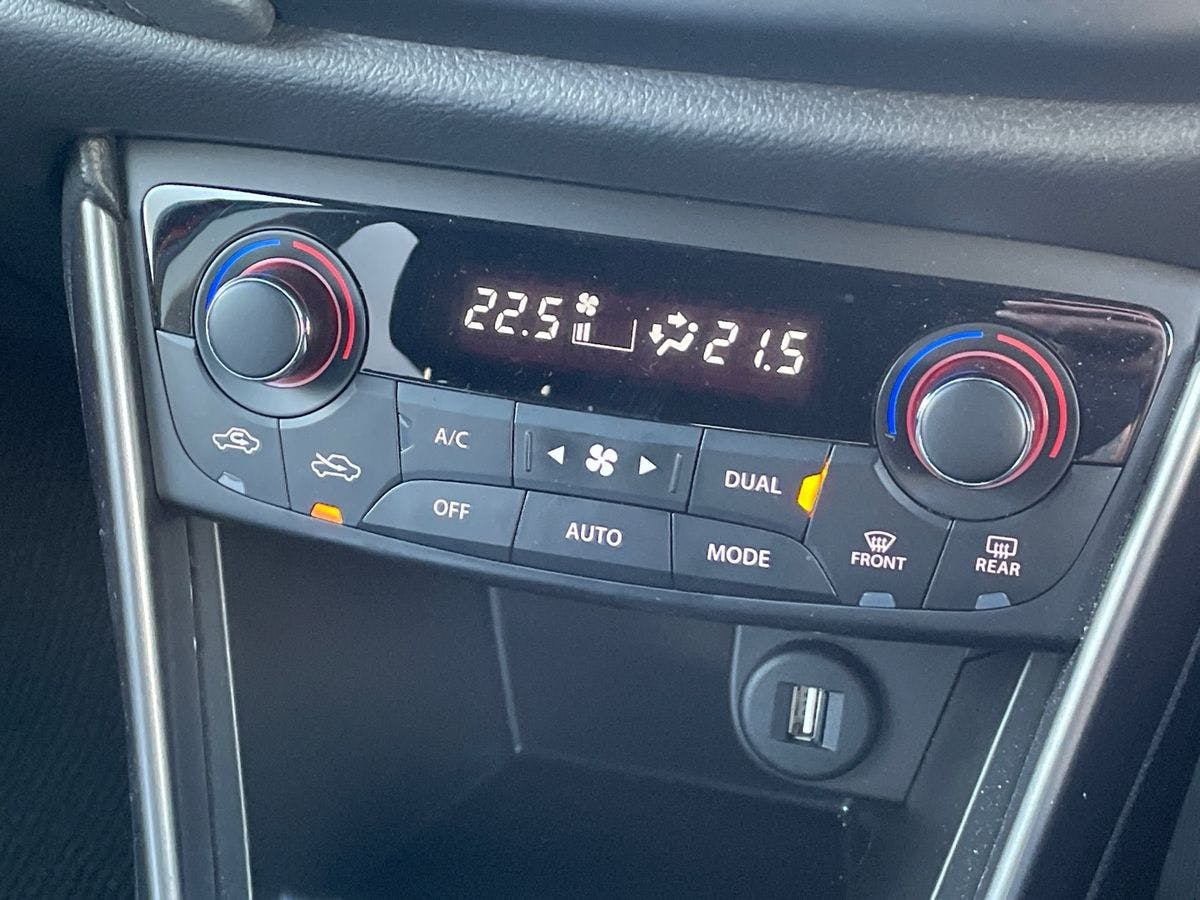 22.5 21.5
A/C
DUAL
OFF
AUTO
MODE
FRONT
REAR